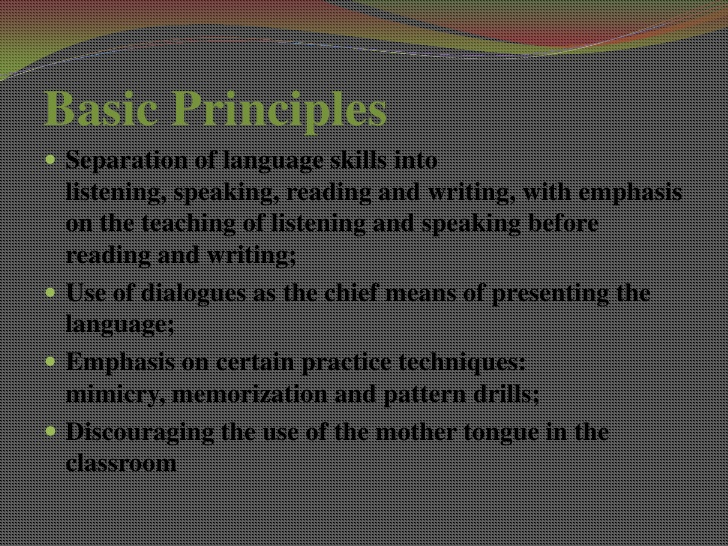 Basic Principles
Separation of language skills into
listening, speaking, reading and writing, with emphasis
on the teaching of listening and speaking before
reading and writing;
Use of dialogues as the chief means of presenting the
language;
Emphasis on certain practice techniques:
mimicry, memorization and pattern drills;
Discouraging the use of the mother tongue in the
classroom